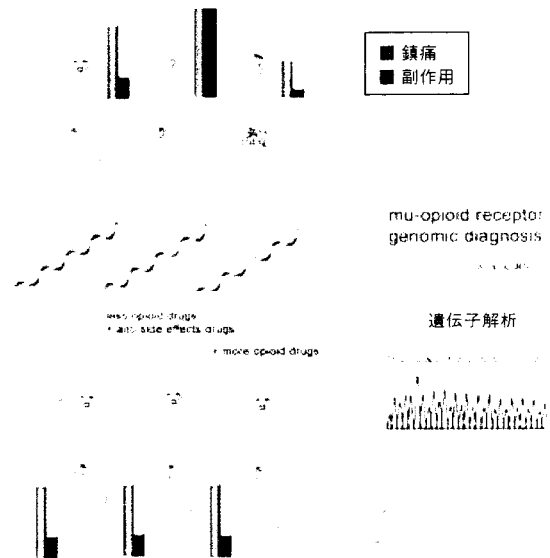 鎮痛
副作用
mu-opioid receptor
genomic diagnosis
less opioid drugs
+ anti-side effects drugs
+ more opioid drugs
遺伝子解析